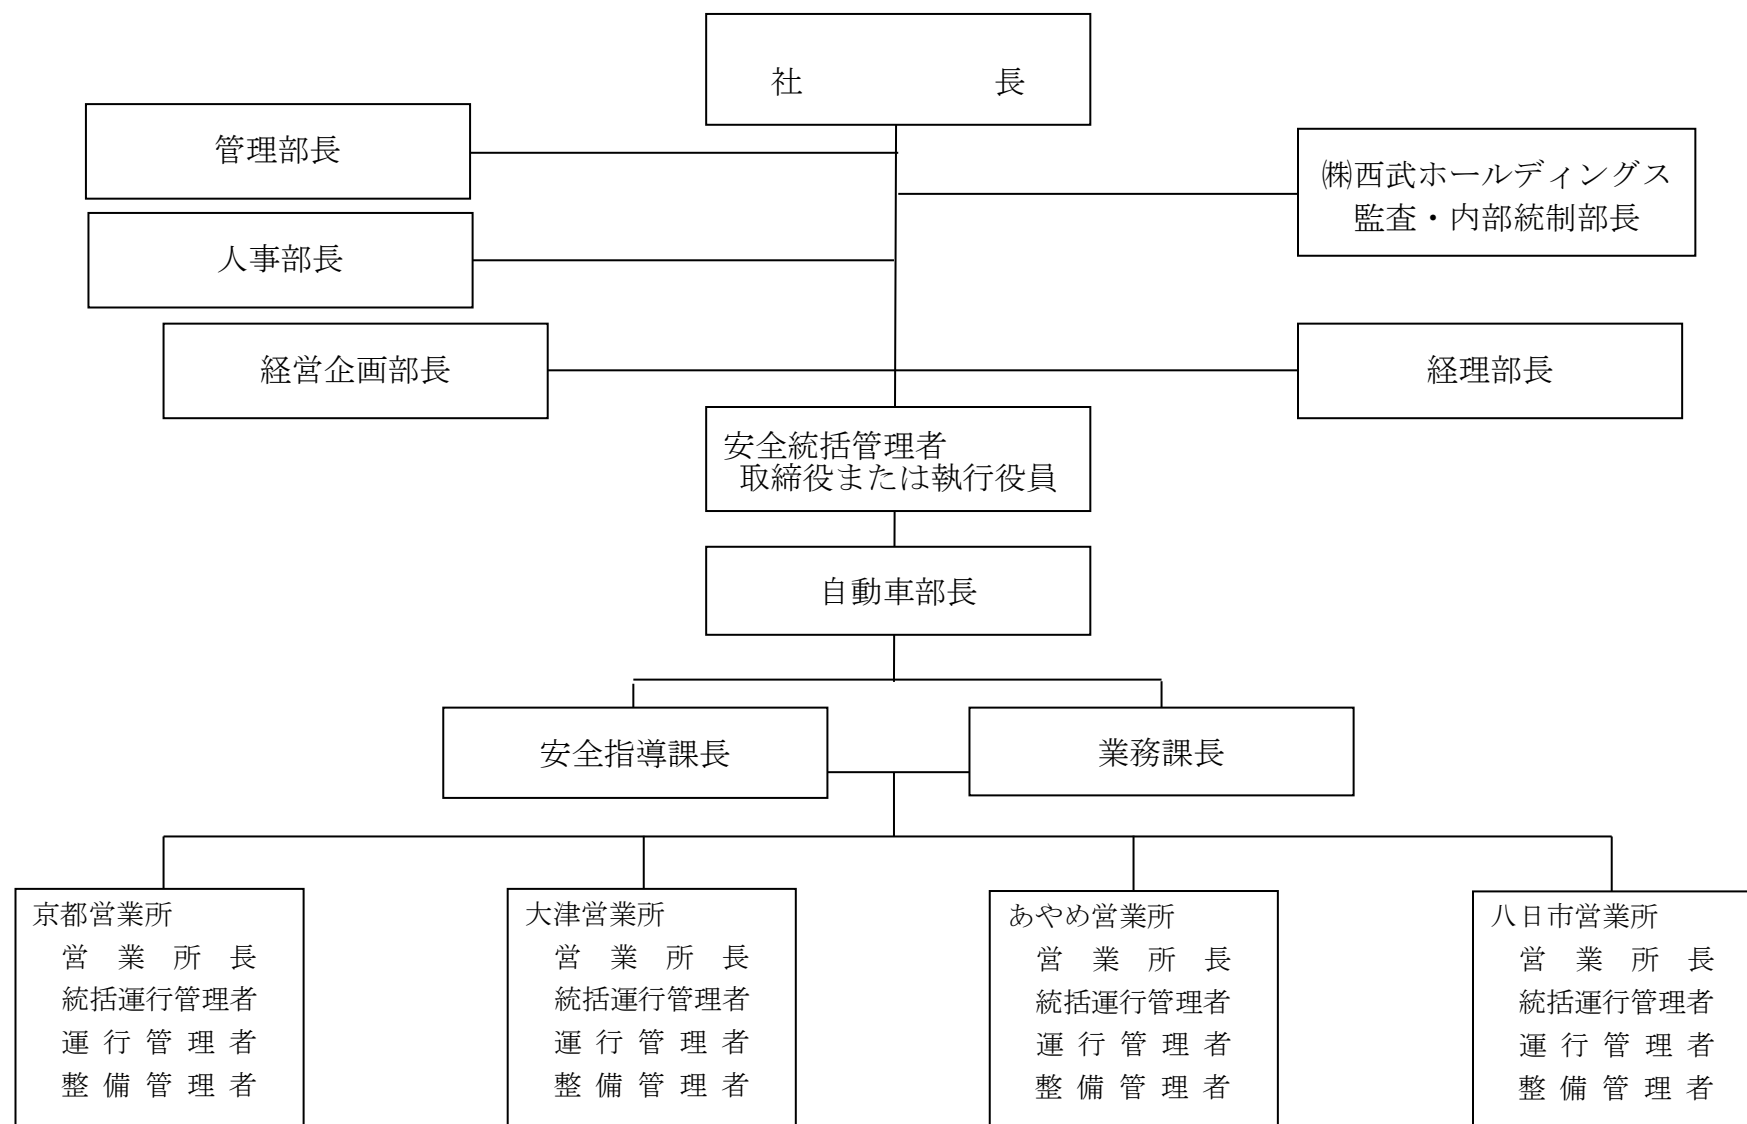 社　　　　　　長
管理部長
㈱西武ホールディングス
監査・内部統制部長
人事部長
経営企画部長
経理部長
安全統括管理者
取締役または執行役員
自動車部長
安全指導課長
業務課長
京都営業所
営　業　所　長
統括運行管理者
運 行 管 理 者
整 備 管 理 者
大津営業所
営　業　所　長
統括運行管理者
運 行 管 理 者
整 備 管 理 者
あやめ営業所
営　業　所　長
統括運行管理者
運 行 管 理 者
整 備 管 理 者
八日市営業所
営　業　所　長
統括運行管理者
運 行 管 理 者
整 備 管 理 者